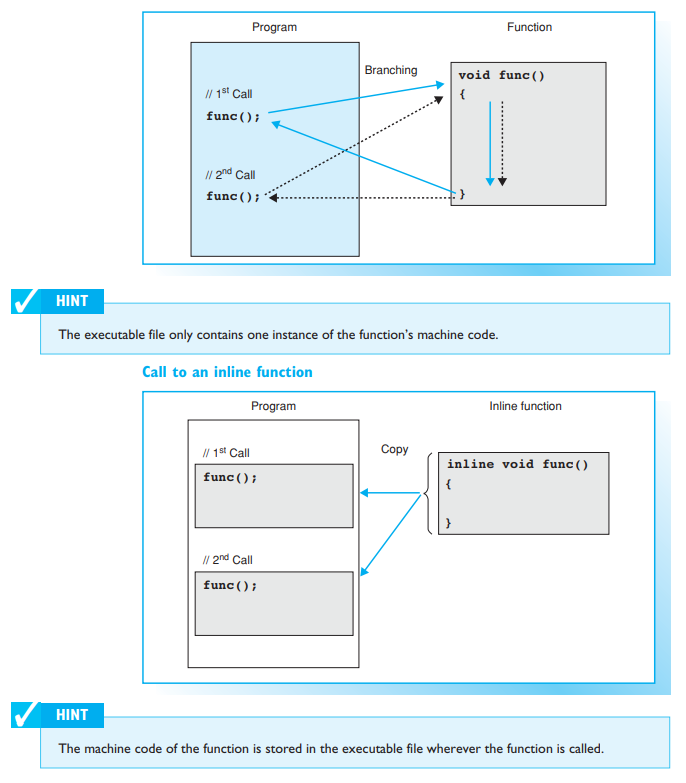 Program Function
Branching
void func()
{
// 1st Call
func();
// 2nd Call
func();
}
HINT
The executable file only contains one instance of the function’s machine code.
Call to an inline function
Program Inline function
Copy
// 1st Call
func();
inline void func()
{
}
// 2nd Call
func();
HINT
The machine code of the function is stored in the executable file wherever the function is called.